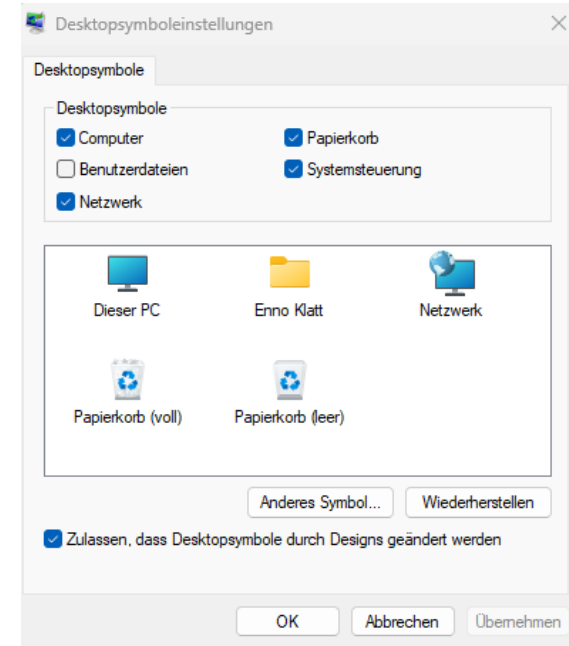 Desktopsymboleinstellungen
Desktopsymbole
Desktopsymbole
Computer
Papierkorb
Benutzerdateien
Systemsteuerung
Netzwerk
Dieser PC
Enno Klatt
Netzwerk
Papierkorb (voll)
Papierkorb (leer)
Anderes Symbol...
Wiederherstellen
Zulassen, dass Desktopsymbole durch Designs geändert werden
OK
Abbrechen
Übernehmen